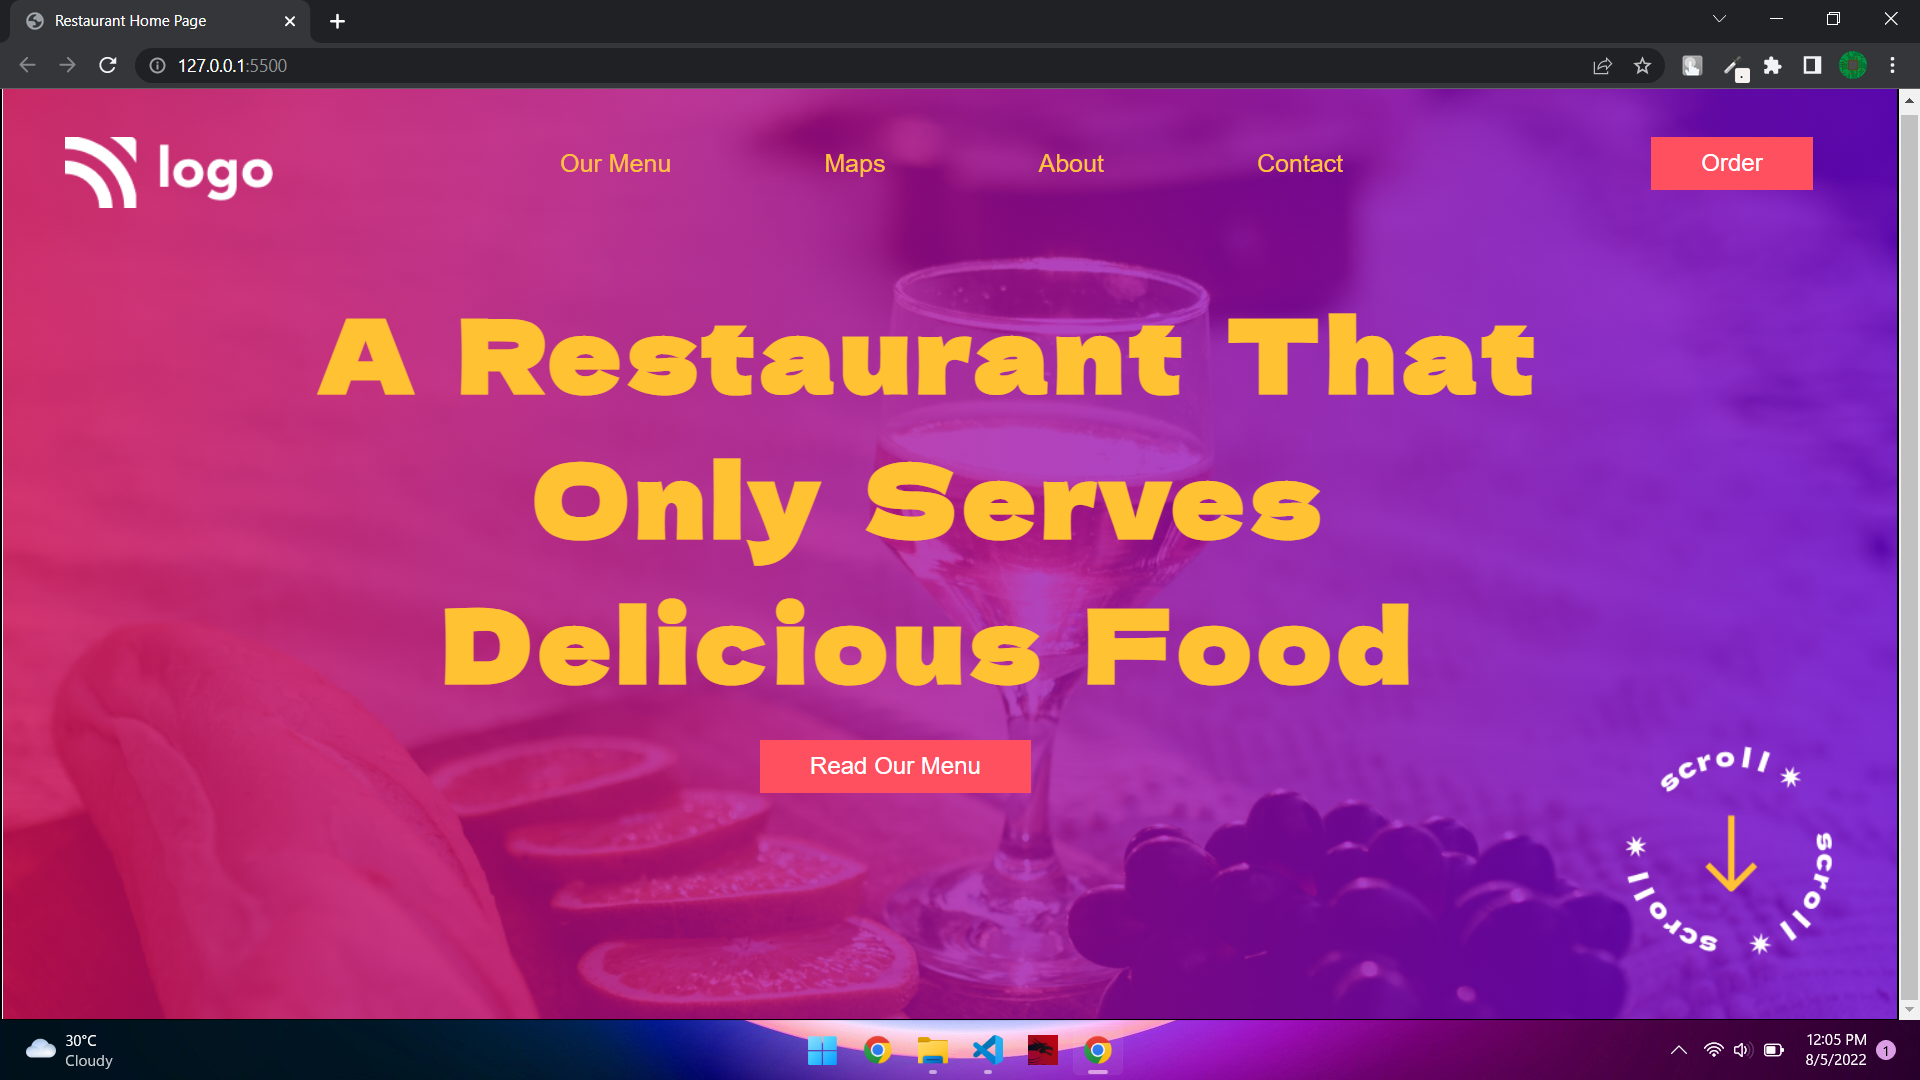 Restaurant Home Page
127.0.0.1:5500
logo
Our Menu
Maps
About
Contact
Order
A Restaurant That
Only Serves
Delicious Food
Read Our Menu
scroll
scroll
scroll
30°C
Cloudy
12:05 PM
8/5/2022
1